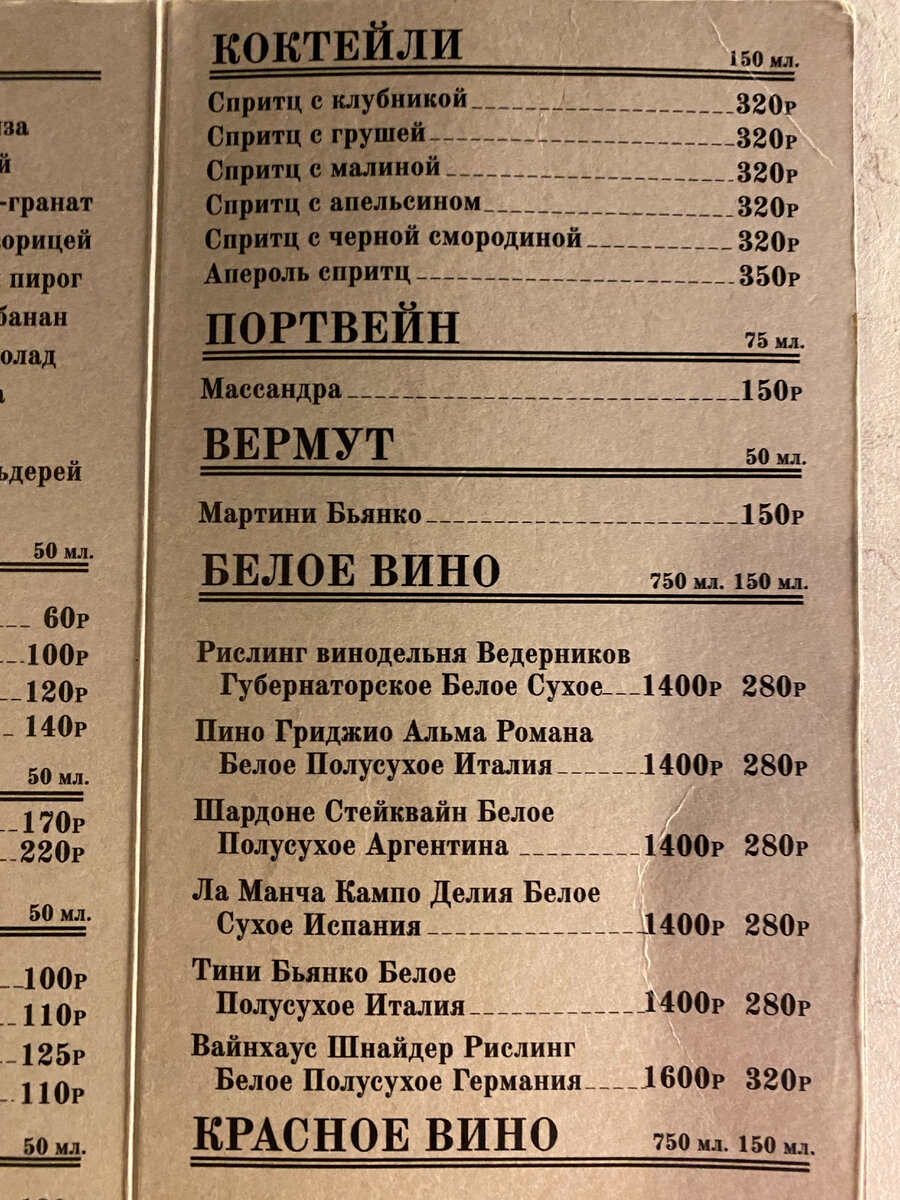 -гранат
пирог
банан
50 мл.
60Р
100Р
120Р
140Р
50 мл.
170Р
220Р
50 мл.
100Р
110Р
125Р
110Р
50 мл.
КОКТЕЙЛИ 150 мл.
Спритц с клубникой 320Р
Спритц с грушей 320Р
Спритц с малиной 320Р
Спритц с апельсином 320Р
Спритц с черной смородиной 320Р
Апероль спритц 350Р
ПОРТВЕЙН 75 мл.
Массандра 150Р
ВЕРМУТ 50 мл.
Мартини Бьянко 150Р
БЕЛОЕ ВИНО 750 мл. 150 мл.
Рислинг винодельня Ведерников
Губернаторское Белое Сухое 1400Р 280Р
Пино Гриджио Альма Романа
Белое Полусухое Италия 1400Р 280Р
Шардоне Стейквайн Белое
Полусухое Аргентина 1400Р 280Р
Ла Манча Кампо Делия Белое
Сухое Испания 1400Р 280Р
Тини Бьянко Белое
Полусухое Италия 1400Р 280Р
Вайнхаус Шнайдер Рислинг
Белое Полусухое Германия 1600Р 320Р
КРАСНОЕ ВИНО 750 мл. 150 мл.